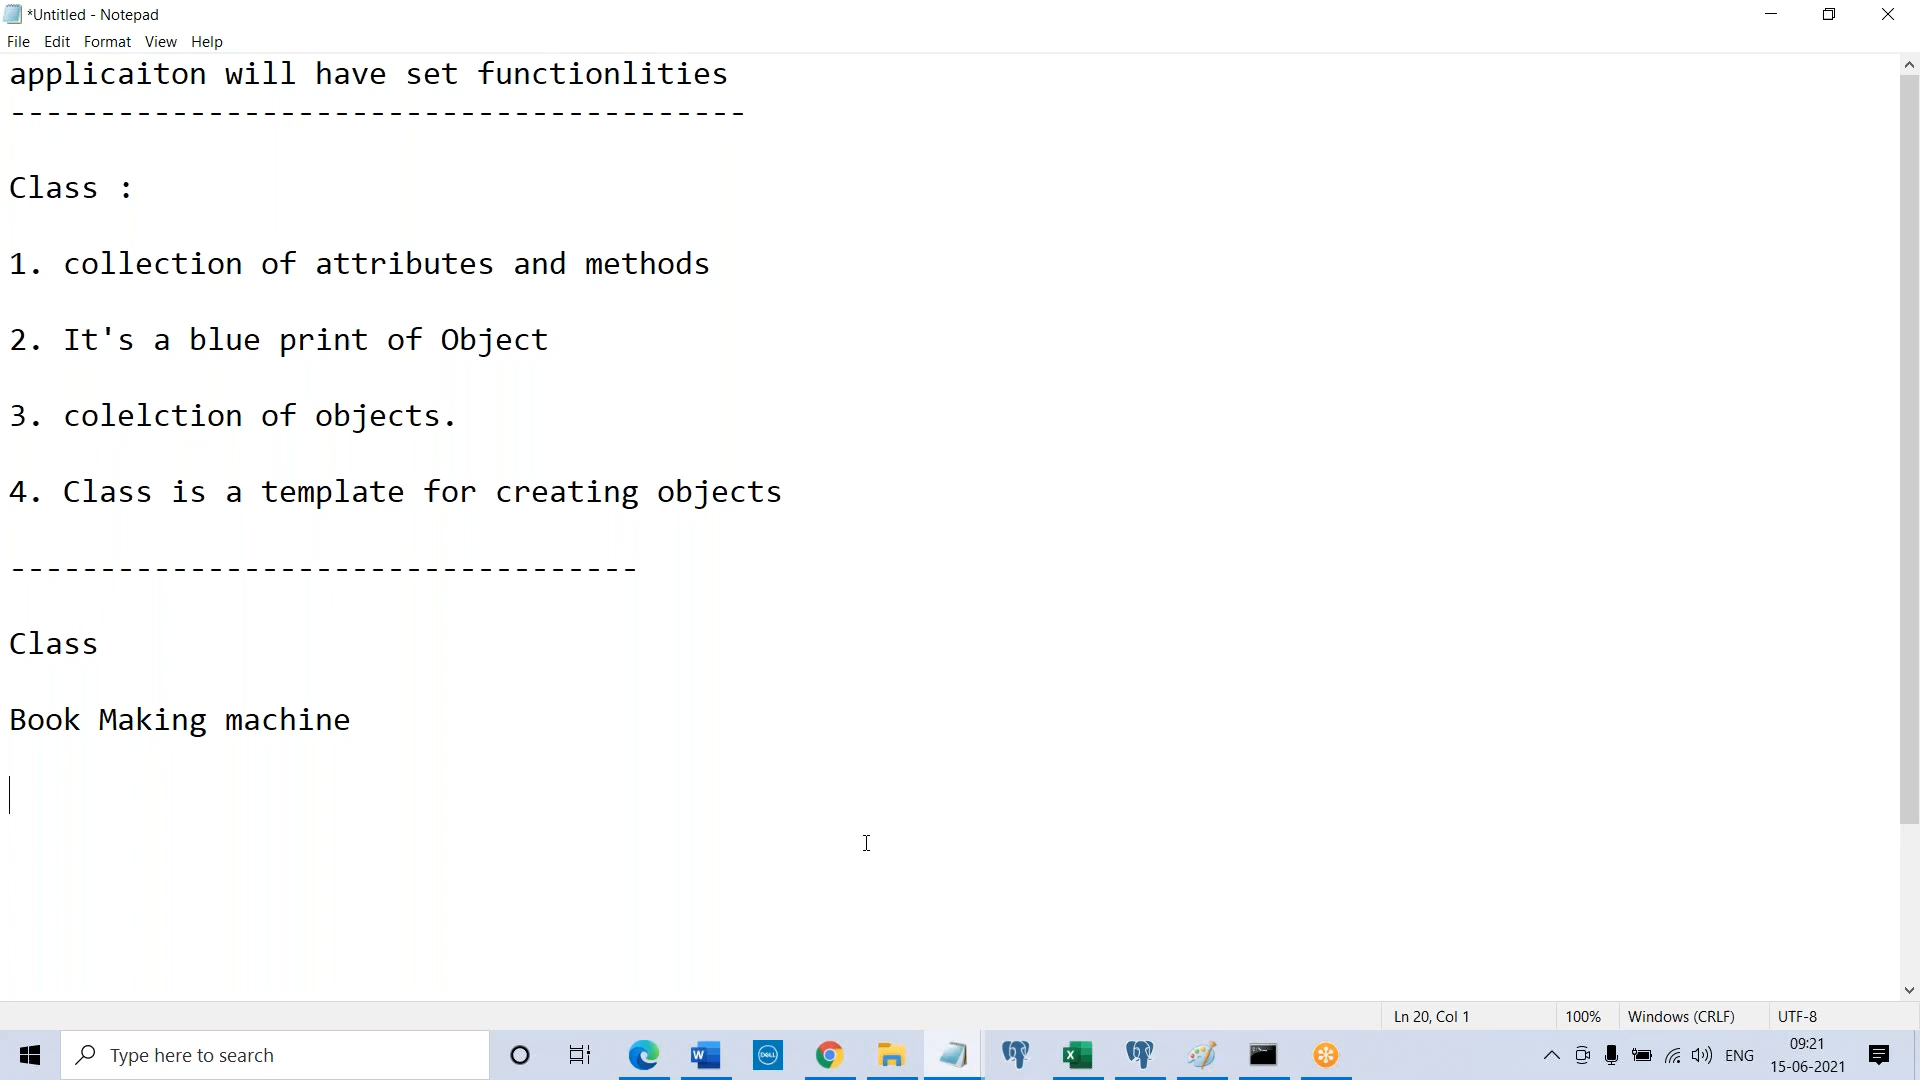 *Untitled - Notepad
File Edit Format View Help
applicaiton will have set functionlities
-----------------------------------------
Class :
1. collection of attributes and methods
2. It's a blue print of Object
3. colelction of objects.
4. Class is a template for creating objects
-----------------------------------
Class
Book Making machine
Ln 20, Col 1 100% Windows (CRLF) UTF-8
Type here to search
DELL
ENG
09:21
15-06-2021